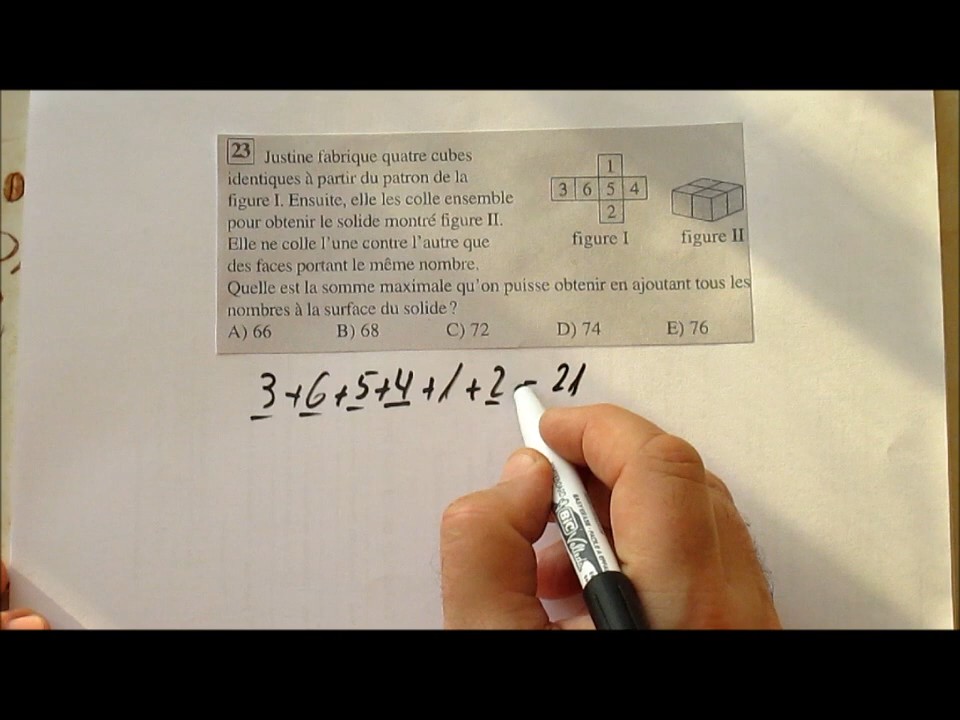 23 Justine fabrique quatre cubes
identiques à partir du patron de la
figure I. Ensuite, elle les colle ensemble
pour obtenir le solide montré figure II.
Elle ne colle l'une contre l'autre que
des faces portant le même nombre.
1
3 6 5 4
2
figure I figure II
Quelle est la somme maximale qu'on puisse obtenir en ajoutant tous les
nombres à la surface du solide ?
A) 66 B) 68 C) 72 D) 74 E) 76
3+6+5+4+1+2 = 21